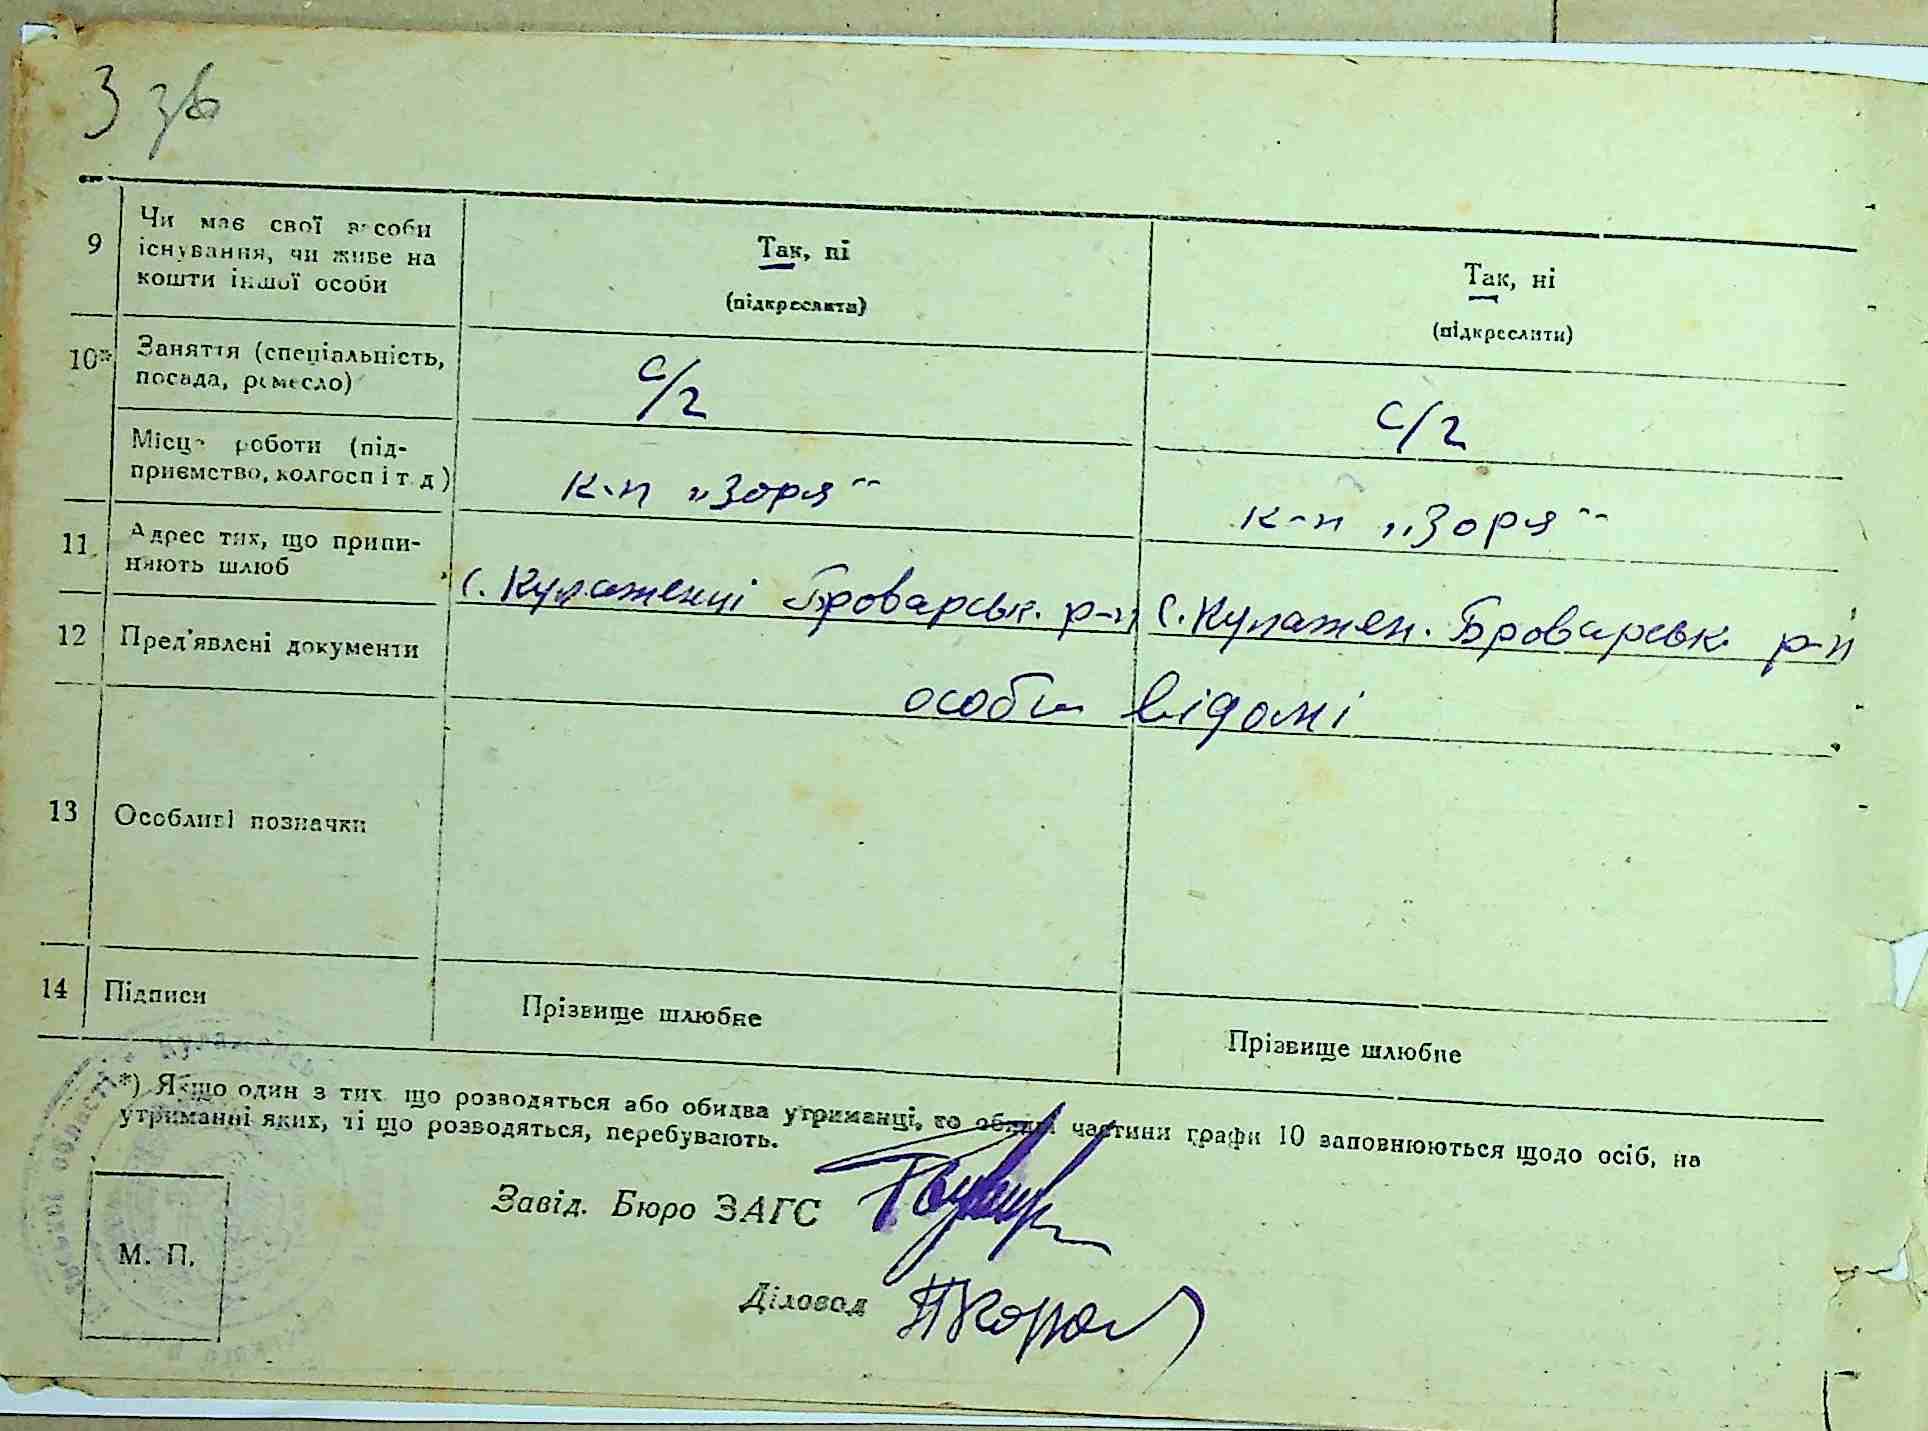 3 зв
9 Чи має свої засоби існування, чи живе на кошти іншої особи
Так, ні
(підкреслити)
Так, ні
(підкреслити)
10* Заняття (спеціальність, посада, ремесло)
с/г
с/г
Місце роботи (підприємство, колгосп і т. д)
к-п „Зоря“
к-п „Зоря“
11 Адрес тих, що припиняють шлюб
с. Кулаженці Броварськ. р-н
с. Кулажен. Броварськ р-н
12 Пред'явлені документи
особи відомі
13 Особливі позначки
14 Підписи
Прізвище шлюбне
Прізвище шлюбне
*) Якщо один з тих що розводяться або обидва утриманці, то обидві частини графи 10 заповнюються щодо осіб, на
утриманні яких, ті що розводяться, перебувають.
Завід. Бюро ЗАГС
М. П.
Діловод